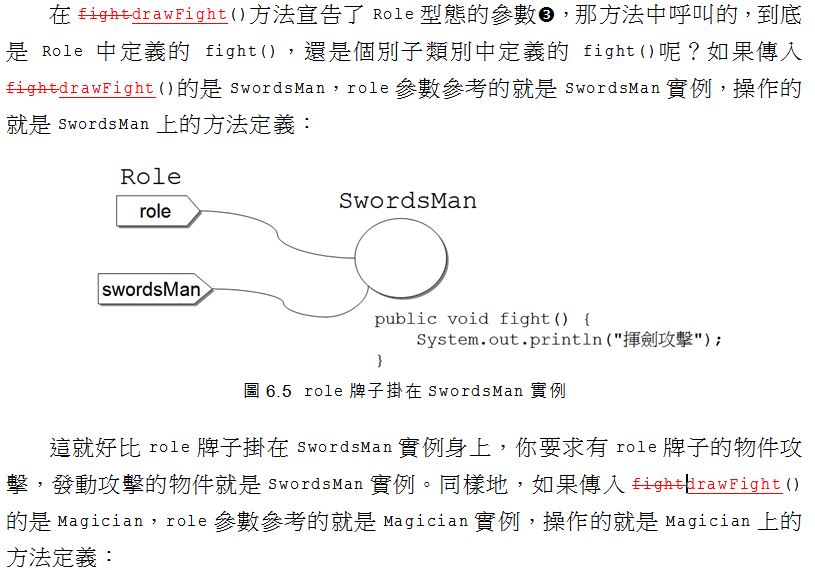 在 fightdrawFight()方法宣告了 Role 型態的參數❸，那方法中呼叫的，到底
是 Role 中定義的 fight()，還是個別子類別中定義的 fight()呢？如果傳入
fightdrawFight()的是 SwordsMan，role 參數參考的就是 SwordsMan 實例，操作的
就是 SwordsMan 上的方法定義：
Role
role
SwordsMan
swordsMan
public void fight() {
System.out.println("揮劍攻擊");
}
圖 6.5 role 牌子掛在 SwordsMan 實例
這就好比 role 牌子掛在 SwordsMan 實例身上，你要求有 role 牌子的物件攻
擊，發動攻擊的物件就是 SwordsMan 實例。同樣地，如果傳入 fightdrawFight()
的是 Magician，role 參數參考的就是 Magician 實例，操作的就是 Magician 上的
方法定義：